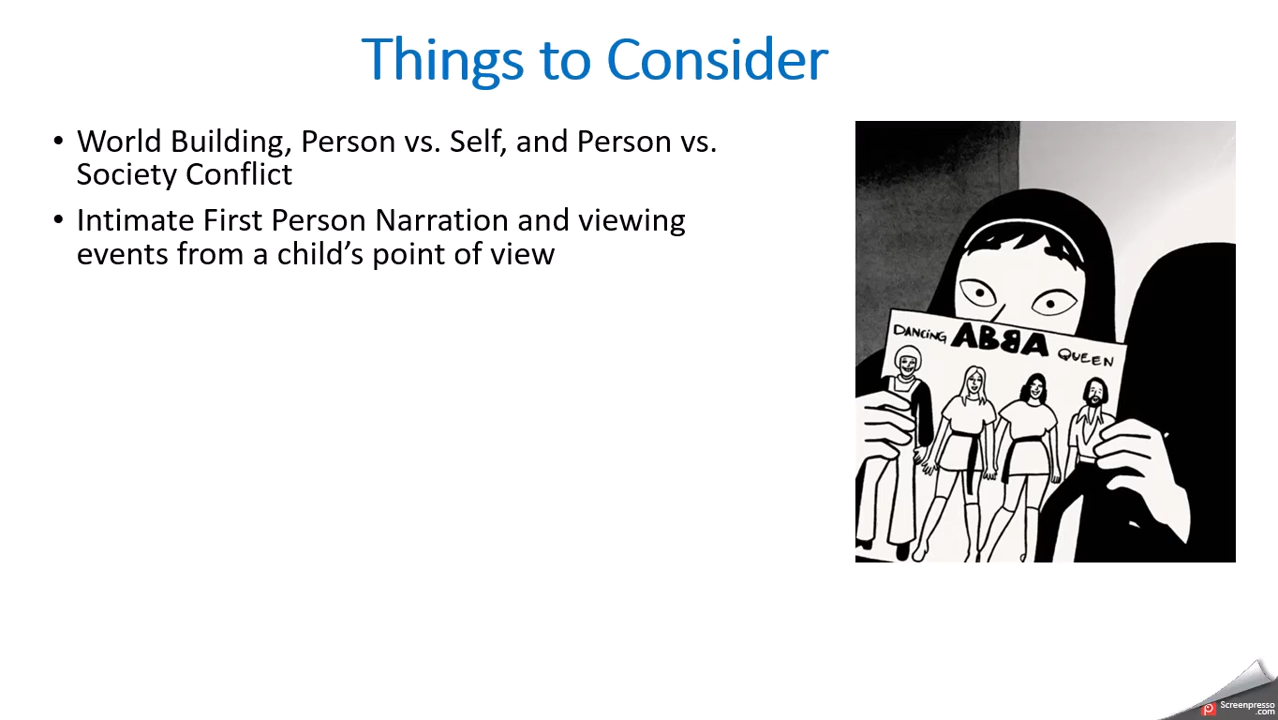 Things to Consider
• World Building, Person vs. Self, and Person vs.
Society Conflict
• Intimate First Person Narration and viewing
events from a child’s point of view
DANCING ABBA QUEEN
Screenpresso
.com